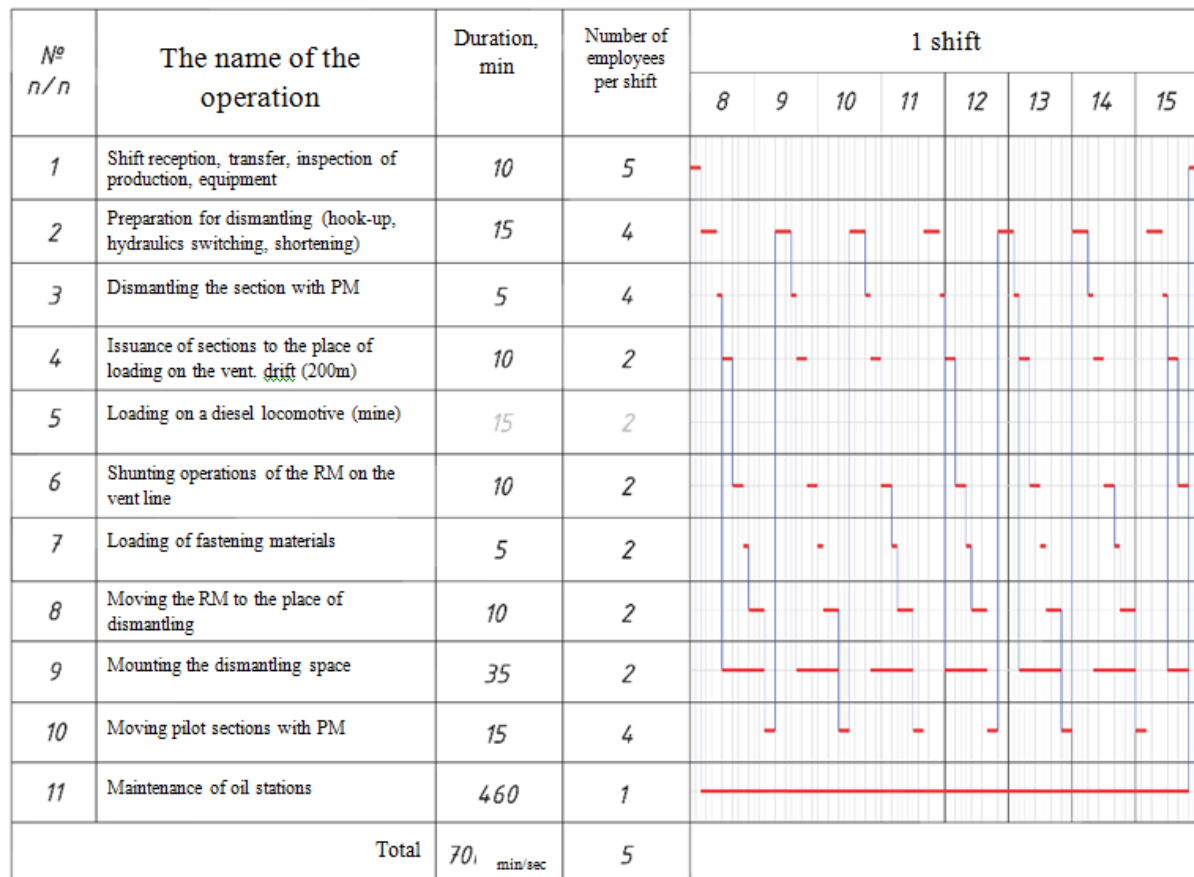 № n/n
The name of the operation
Duration, min
Number of employees per shift
1 shift
8 9 10 11 12 13 14 15
1 Shift reception, transfer, inspection of production, equipment 10 5
2 Preparation for dismantling (hook-up, hydraulics switching, shortening) 15 4
3 Dismantling the section with PM 5 4
4 Issuance of sections to the place of loading on the vent. drift (200m) 10 2
5 Loading on a diesel locomotive (mine) 15 2
6 Shunting operations of the RM on the vent line 10 2
7 Loading of fastening materials 5 2
8 Moving the RM to the place of dismantling 10 2
9 Mounting the dismantling space 35 2
10 Moving pilot sections with PM 15 4
11 Maintenance of oil stations 460 1
Total 70 min/sec 5